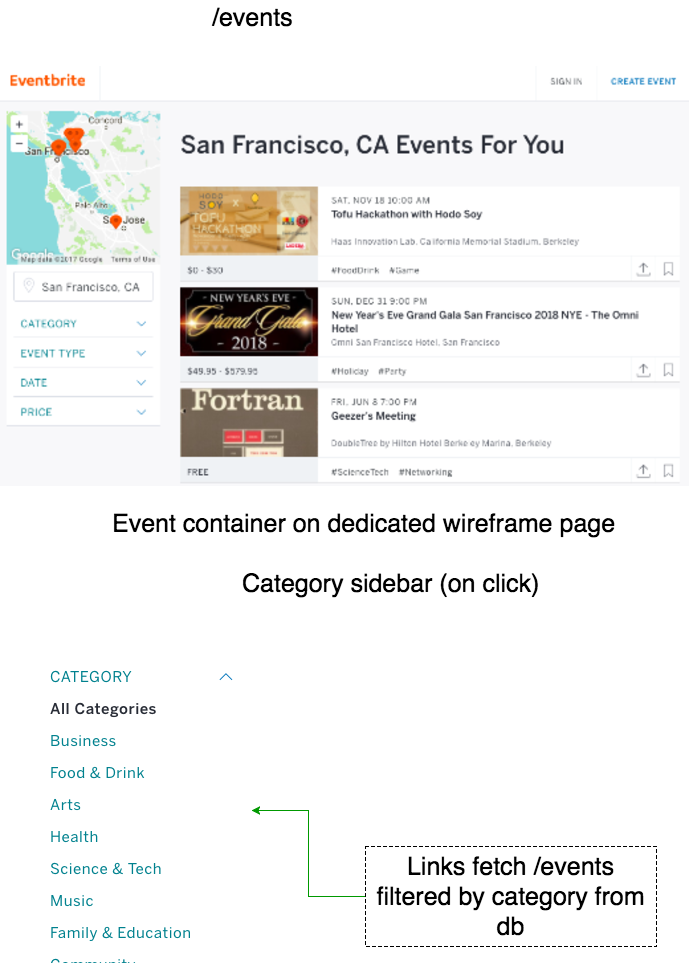 /events
Eventbrite
SIGN IN
CREATE EVENT
+
−
Concord
San Francisco
Palo Alto
San Jose
Google
Map data ©2017 Google
Terms of Use
San Francisco, CA
CATEGORY
EVENT TYPE
DATE
PRICE
San Francisco, CA Events For You
HODO
SOY
x
TOFU
HACKATHON
SAT, NOV 18 10:00 AM
Tofu Hackathon with Hodo Soy
Haas Innovation Lab, California Memorial Stadium, Berkeley
$0 - $30
#FoodDrink #Game
- NEW YEAR'S EVE -
Grand Gala
- 2018 -
SUN, DEC 31 9:00 PM
New Year's Eve Grand Gala San Francisco 2018 NYE - The Omni
Hotel
Omni San Francisco Hotel, San Francisco
$49.95 - $579.95
#Holiday #Party
Fortran
FRI, JUN 8 7:00 PM
Geezer's Meeting
DoubleTree by Hilton Hotel Berkeley Marina, Berkeley
FREE
#ScienceTech #Networking
Event container on dedicated wireframe page
Category sidebar (on click)
CATEGORY
All Categories
Business
Food & Drink
Arts
Health
Science & Tech
Music
Family & Education
Community
Links fetch /events
filtered by category from
db